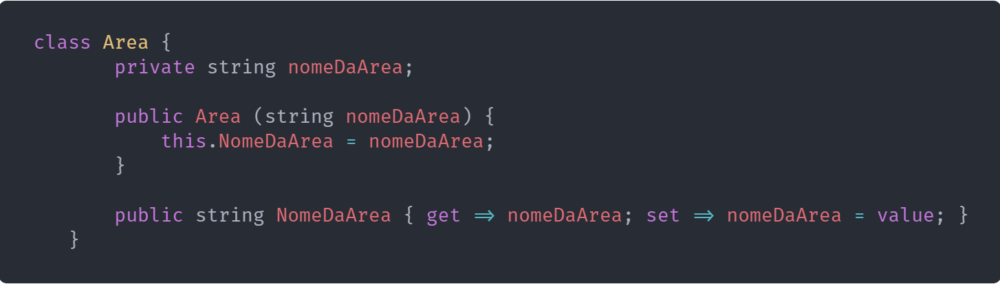 class Area {
private string nomeDaArea;
public Area (string nomeDaArea) {
this.NomeDaArea = nomeDaArea;
}
public string NomeDaArea { get => nomeDaArea; set => nomeDaArea = value; }
}